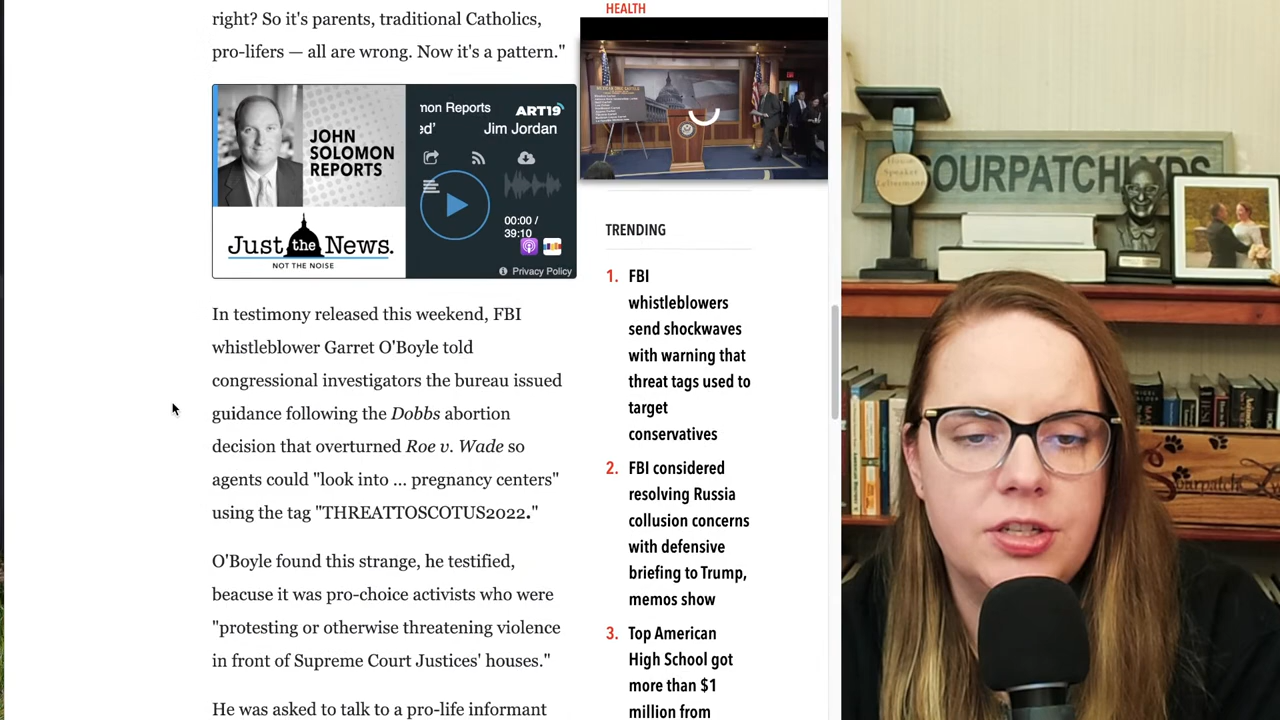 right? So it's parents, traditional Catholics,
pro-lifers — all are wrong. Now it's a pattern."
JOHN
SOLOMON
REPORTS
Just the News.
NOT THE NOISE
mon Reports
ART19
ed'
Jim Jordan
00:00 /
39:10
Privacy Policy
In testimony released this weekend, FBI
whistleblower Garret O'Boyle told
congressional investigators the bureau issued
guidance following the Dobbs abortion
decision that overturned Roe v. Wade so
agents could "look into ... pregnancy centers"
using the tag "THREATTOSCOTUS2022."
O'Boyle found this strange, he testified,
beacuse it was pro-choice activists who were
"protesting or otherwise threatening violence
in front of Supreme Court Justices' houses."
He was asked to talk to a pro-life informant
HEALTH
TRENDING
1. FBI
whistleblowers
send shockwaves
with warning that
threat tags used to
target
conservatives
2. FBI considered
resolving Russia
collusion concerns
with defensive
briefing to Trump,
memos show
3. Top American
High School got
more than $1
million from
House
Speaker